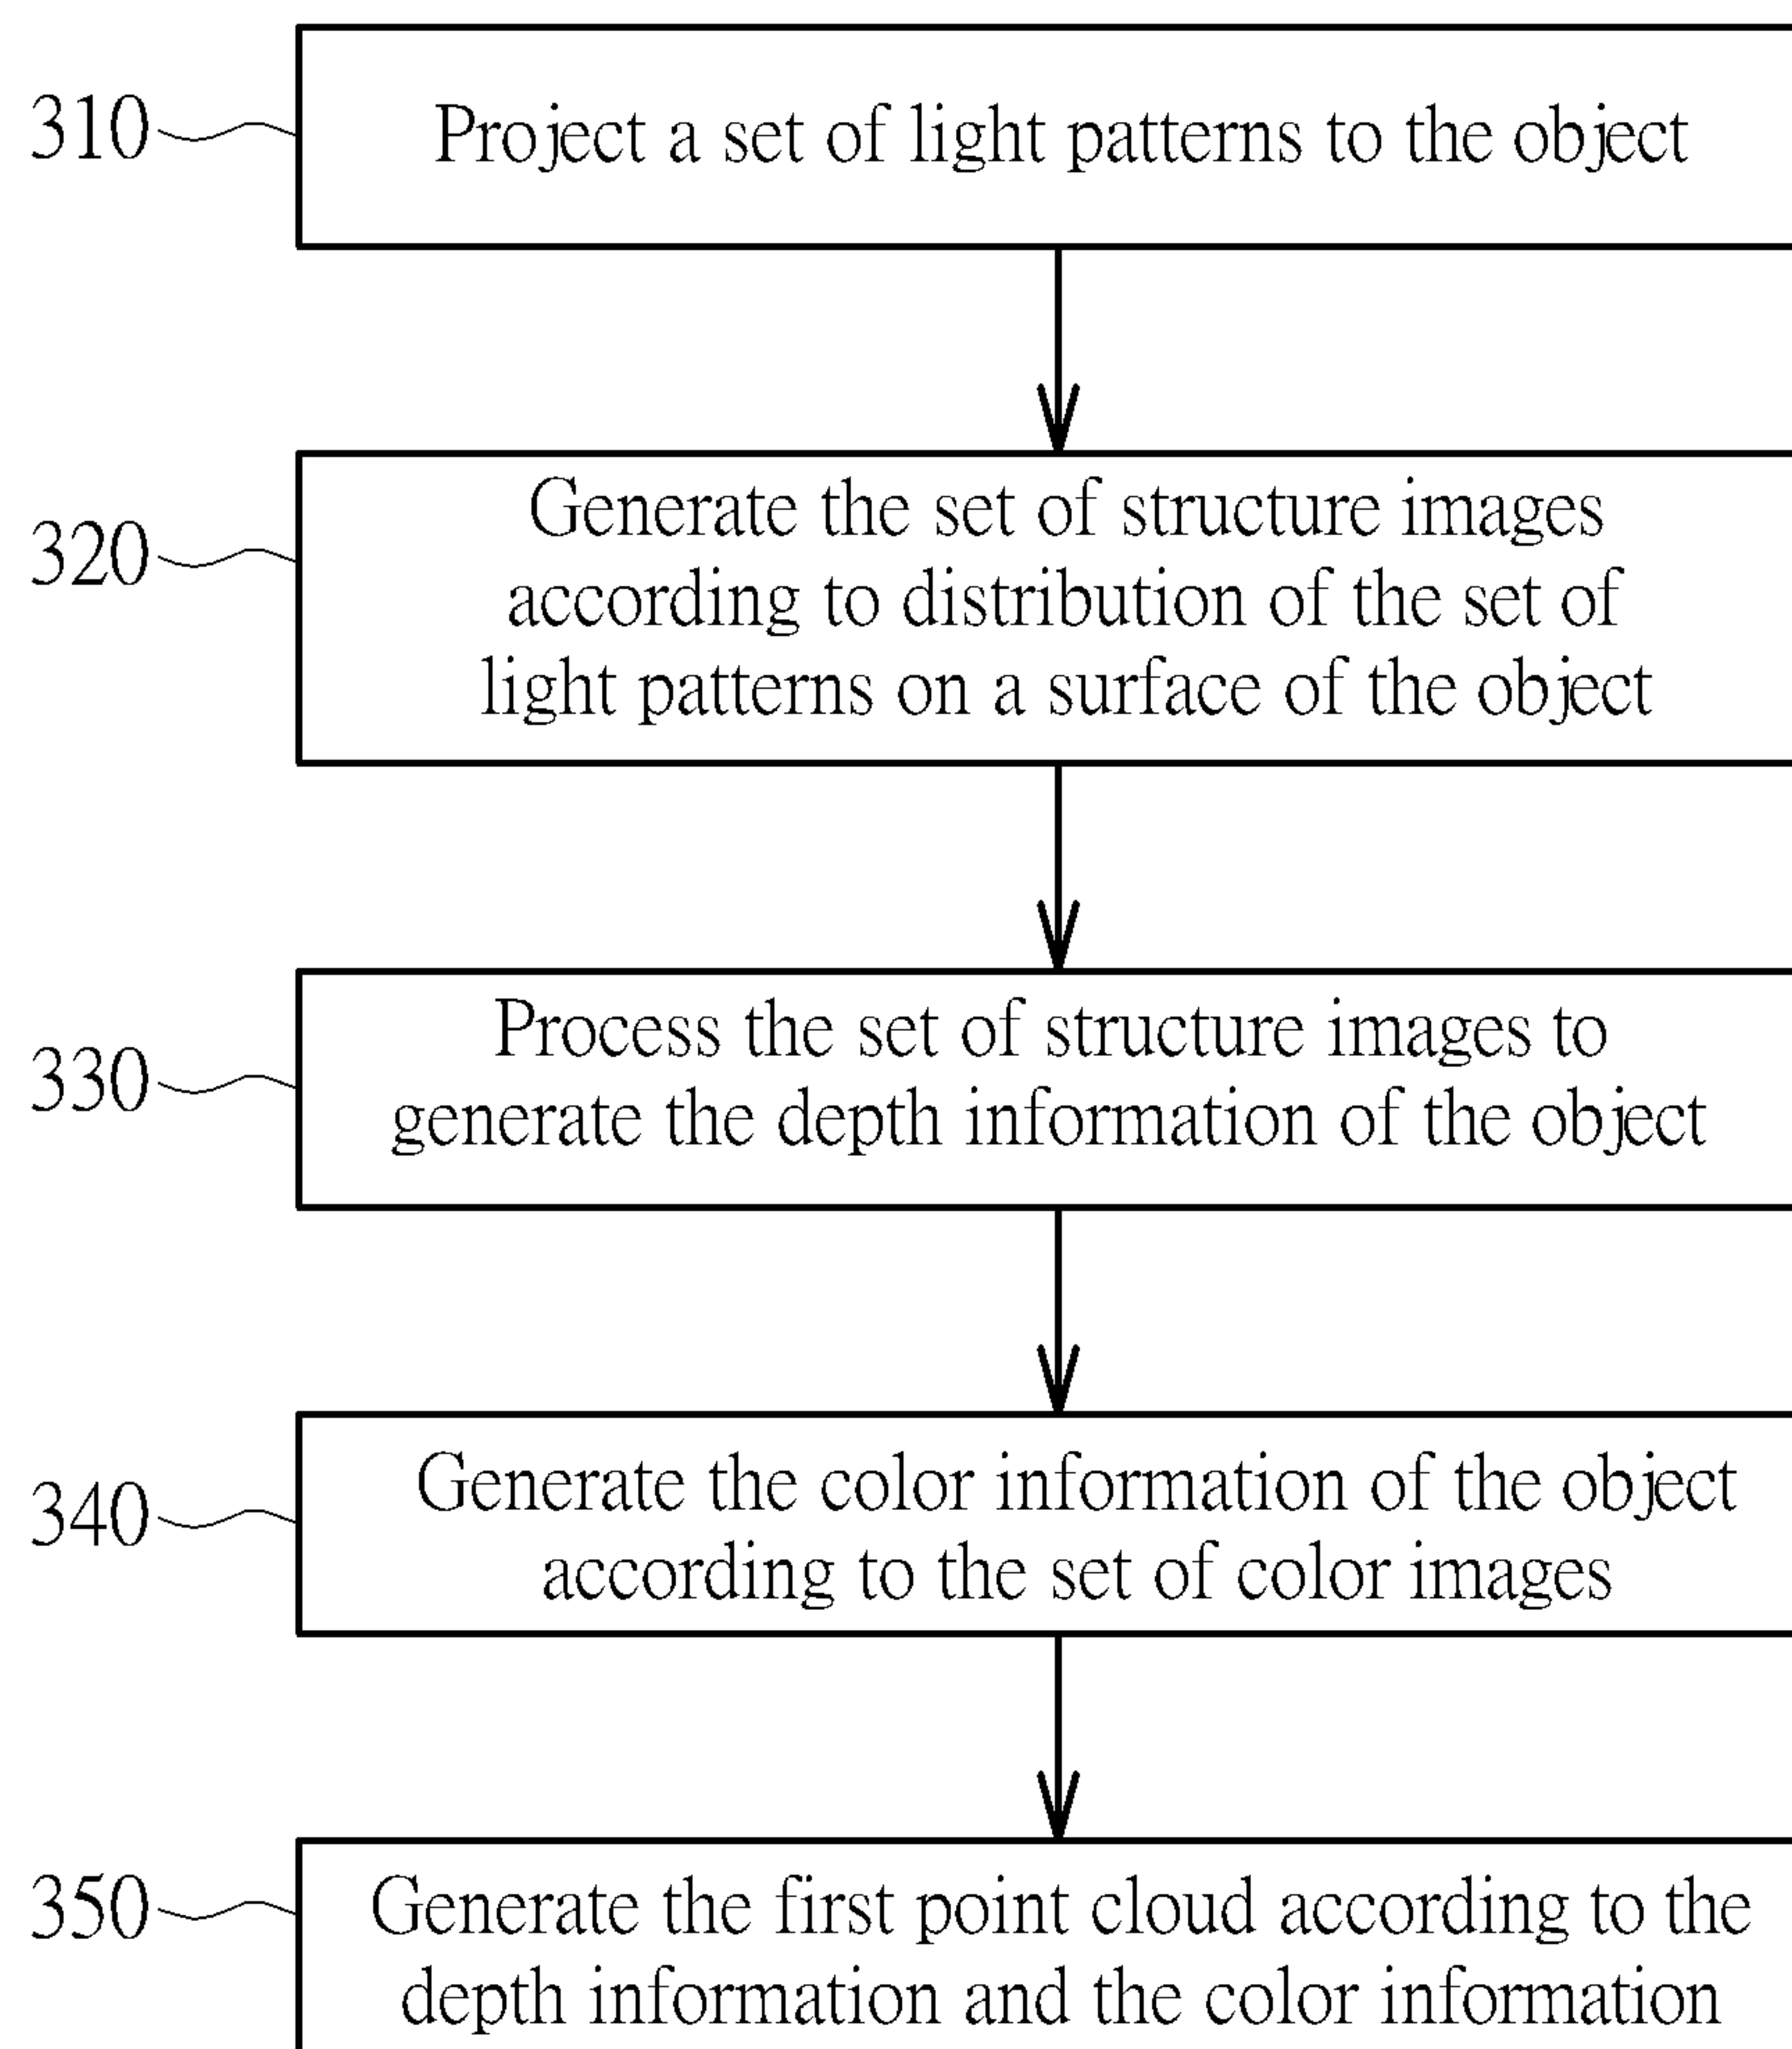 310
Project a set of light patterns to the object
320
Generate the set of structure images
according to distribution of the set of
light patterns on a surface of the object
330
Process the set of structure images to
generate the depth information of the object
340
Generate the color information of the object
according to the set of color images
350
Generate the first point cloud according to the
depth information and the color information